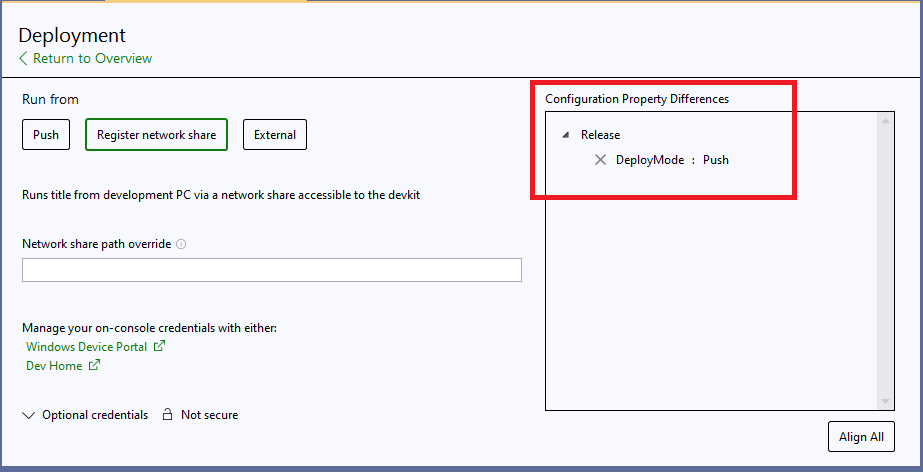 Deployment
Return to Overview
Run from
Push
Register network share
External
Runs title from development PC via a network share accessible to the devkit
Network share path override
Manage your on-console credentials with either:
Windows Device Portal
Dev Home
Optional credentials
Not secure
Configuration Property Differences
Release
DeployMode : Push
Align All